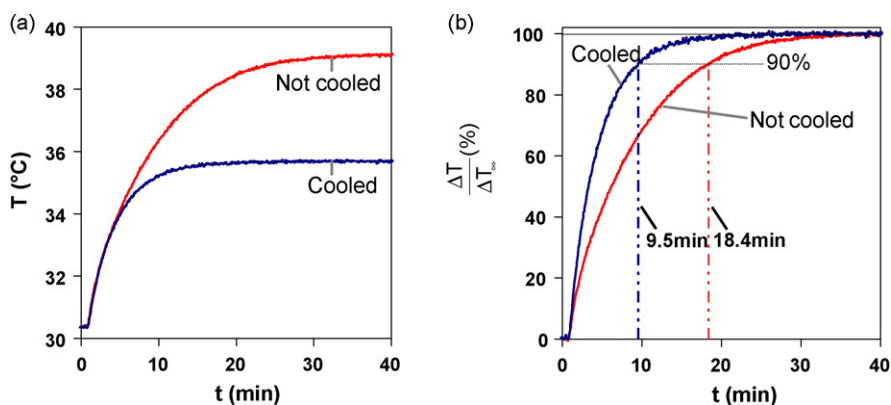 (a)
T (°C)
40
38
36
34
32
30
Not cooled
Cooled
0
10
20
30
40
t (min)
(b)
ΔT/ΔT∞ (%)
100
80
60
40
20
0
Cooled
90%
Not cooled
9.5min 18.4min
0
10
20
30
40
t (min)